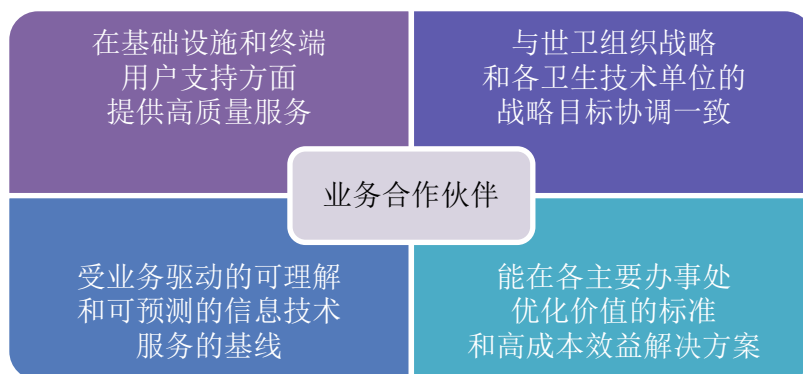 在基础设施和终端
用户支持方面
提供高质量服务
与世卫组织战略
和各卫生技术单位的
战略目标协调一致
业务合作伙伴
受业务驱动的可理解
和可预测的信息技术
服务的基线
能在各主要办事处
优化价值的标准
和高成本效益解决方案